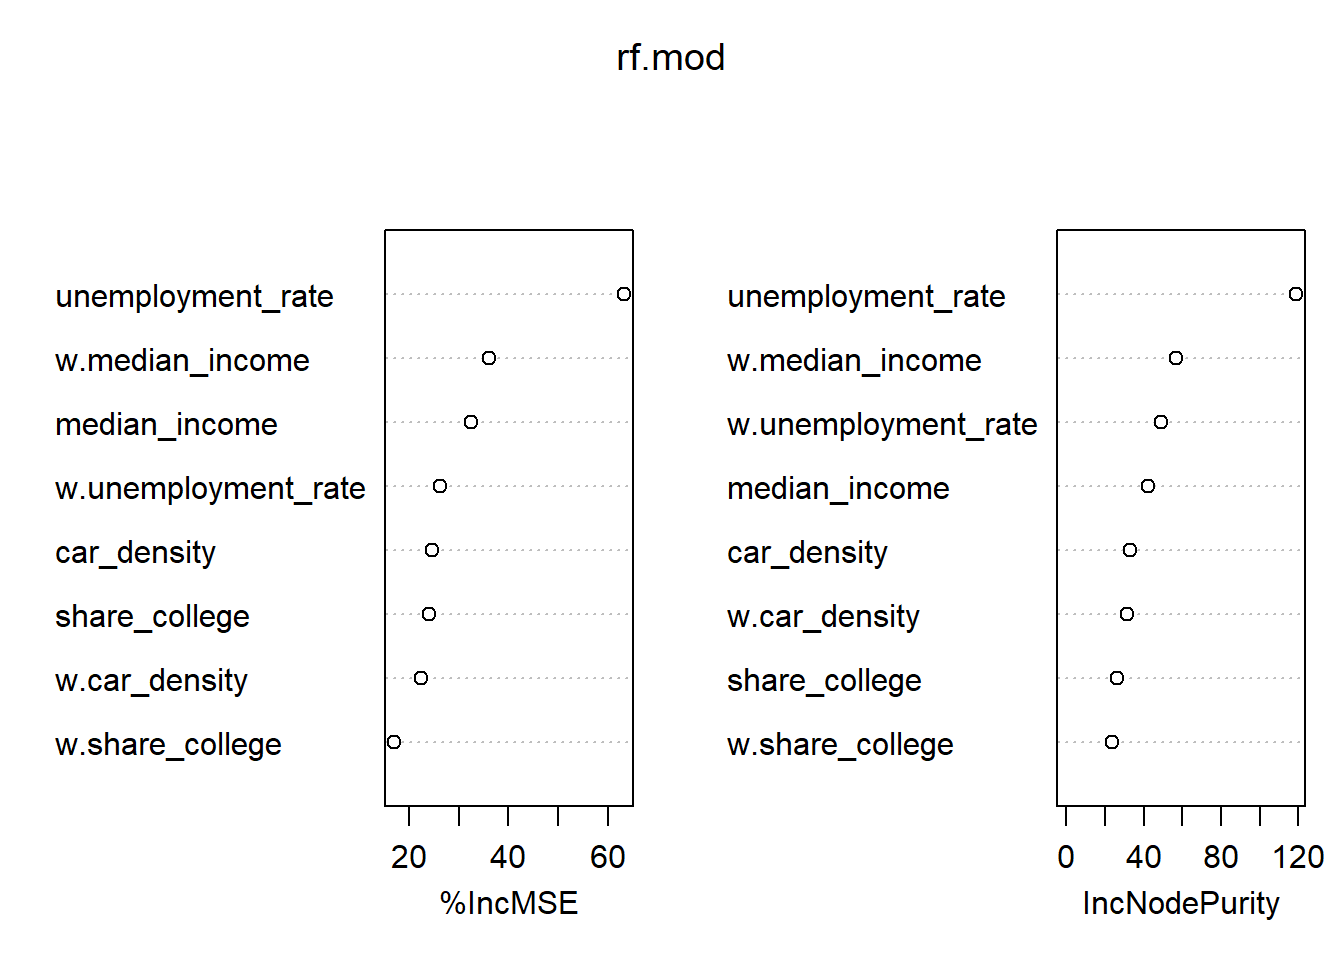 rf.mod
unemployment_rate
w.median_income
median_income
w.unemployment_rate
car_density
share_college
w.car_density
w.share_college
20 40 60
%IncMSE
unemployment_rate
w.median_income
w.unemployment_rate
median_income
car_density
w.car_density
share_college
w.share_college
0 40 80 120
IncNodePurity